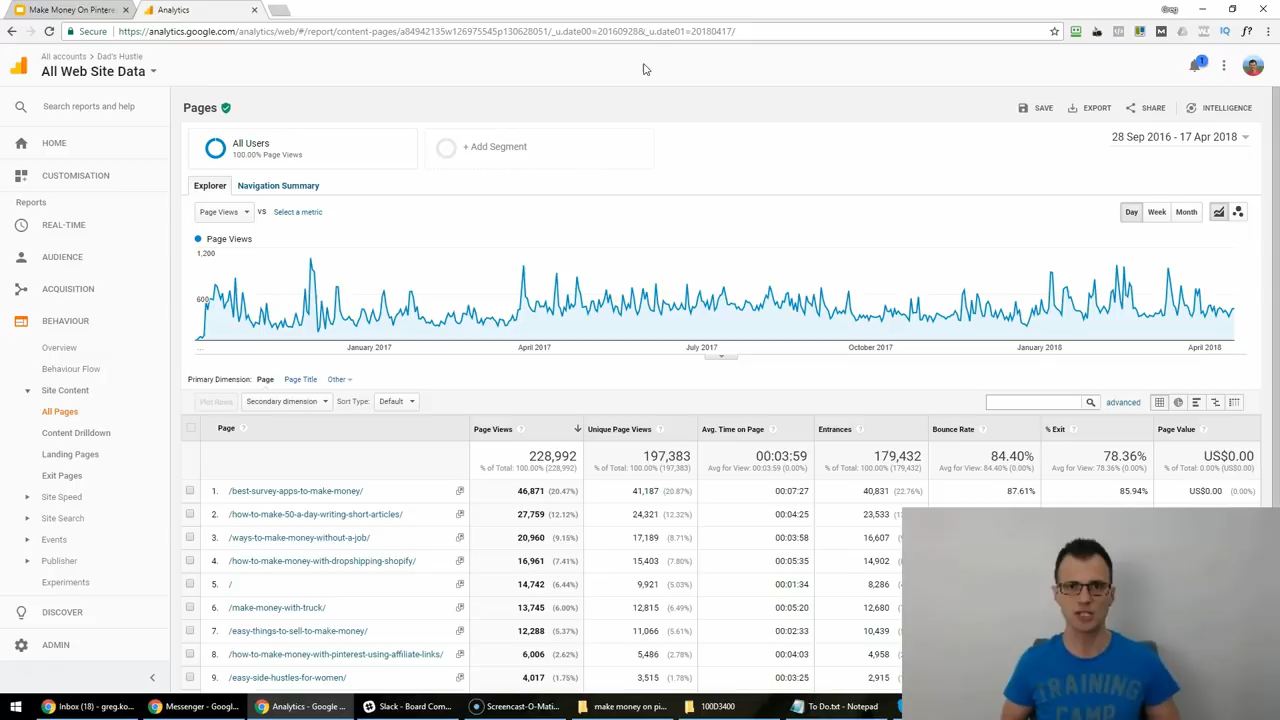 Make Money On Pintere
Analytics
Greg
Secure
https://analytics.google.com/analytics/web/#/report/content-pages/a84942135w126975545p130628051/_u.date00=20160928&_u.date01=20180417/
All accounts > Dad's Hustle
All Web Site Data
1
Search reports and help
HOME
CUSTOMISATION
Reports
REAL-TIME
AUDIENCE
ACQUISITION
BEHAVIOUR
Overview
Behaviour Flow
Site Content
All Pages
Content Drilldown
Landing Pages
Exit Pages
Site Speed
Site Search
Events
Publisher
Experiments
DISCOVER
ADMIN
Pages
SAVE
EXPORT
SHARE
INTELLIGENCE
All Users
100.00% Page Views
+ Add Segment
28 Sep 2016 - 17 Apr 2018
Explorer
Navigation Summary
Page Views
VS
Select a metric
Day
Week
Month
Page Views
1,200
600
...
January 2017
April 2017
July 2017
October 2017
January 2018
April 2018
Primary Dimension:
Page
Page Title
Other
Plot Rows
Secondary dimension
Sort Type:
Default
advanced
Page
Page Views
Unique Page Views
Avg. Time on Page
Entrances
Bounce Rate
% Exit
Page Value
228,992
% of Total: 100.00% (228,992)
197,383
% of Total: 100.00% (197,383)
00:03:59
Avg for View: 00:03:59 (0.00%)
179,432
% of Total: 100.00% (179,432)
84.40%
Avg for View: 84.40% (0.00%)
78.36%
Avg for View: 78.36% (0.00%)
US$0.00
% of Total: 0.00% (US$0.00)
1. /best-survey-apps-to-make-money/ 46,871 (20.47%) 41,187 (20.87%) 00:07:27 40,831 (22.76%) 87.61% 85.94% US$0.00 (0.00%)
2. /how-to-make-50-a-day-writing-short-articles/ 27,759 (12.12%) 24,321 (12.32%) 00:04:25 23,533
3. /ways-to-make-money-without-a-job/ 20,960 (9.15%) 17,189 (8.71%) 00:03:58 16,607
4. /how-to-make-money-with-dropshipping-shopify/ 16,961 (7.41%) 15,403 (7.80%) 00:05:35 14,902
5. / 14,742 (6.44%) 9,921 (5.03%) 00:01:34 8,286
6. /make-money-with-truck/ 13,745 (6.00%) 12,815 (6.49%) 00:05:20 12,680
7. /easy-things-to-sell-to-make-money/ 12,288 (5.37%) 11,066 (5.61%) 00:02:33 10,439
8. /how-to-make-money-with-pinterest-using-affiliate-links/ 6,006 (2.62%) 5,486 (2.78%) 00:04:03 4,958
9. /easy-side-hustles-for-women/ 4,017 (1.75%) 3,515 (1.78%) 00:03:25 2,915
TRAINING
CAMP
Inbox (18) - greg.ko...
Messenger - Googl...
Analytics - Google ...
Slack - Board Com...
Screencast-O-Mati...
make money on pi...
100D3400
To Do.txt - Notepad